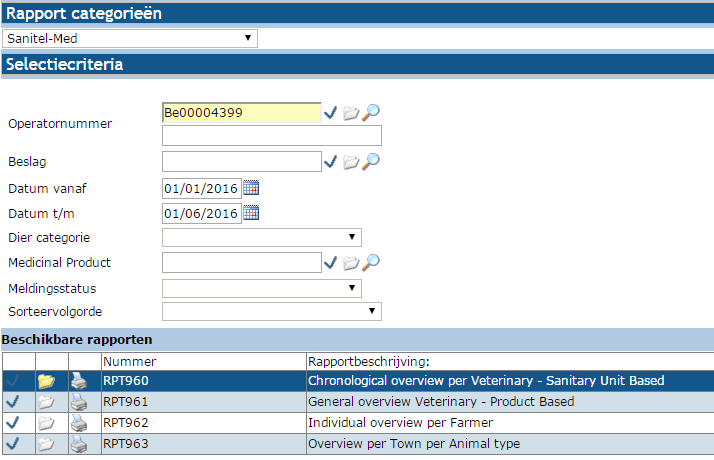 Rapport categorieën
Sanitel-Med
Selectiecriteria
Operatornummer Be00004399
Beslag
Datum vanaf 01/01/2016
Datum t/m 01/06/2016
Dier categorie
Medicinal Product
Meldingsstatus
Sorteervolgorde
Beschikbare rapporten
Nummer Rapportbeschrijving:
RPT960 Chronological overview per Veterinary - Sanitary Unit Based
RPT961 General overview Veterinary - Product Based
RPT962 Individual overview per Farmer
RPT963 Overview per Town per Animal type